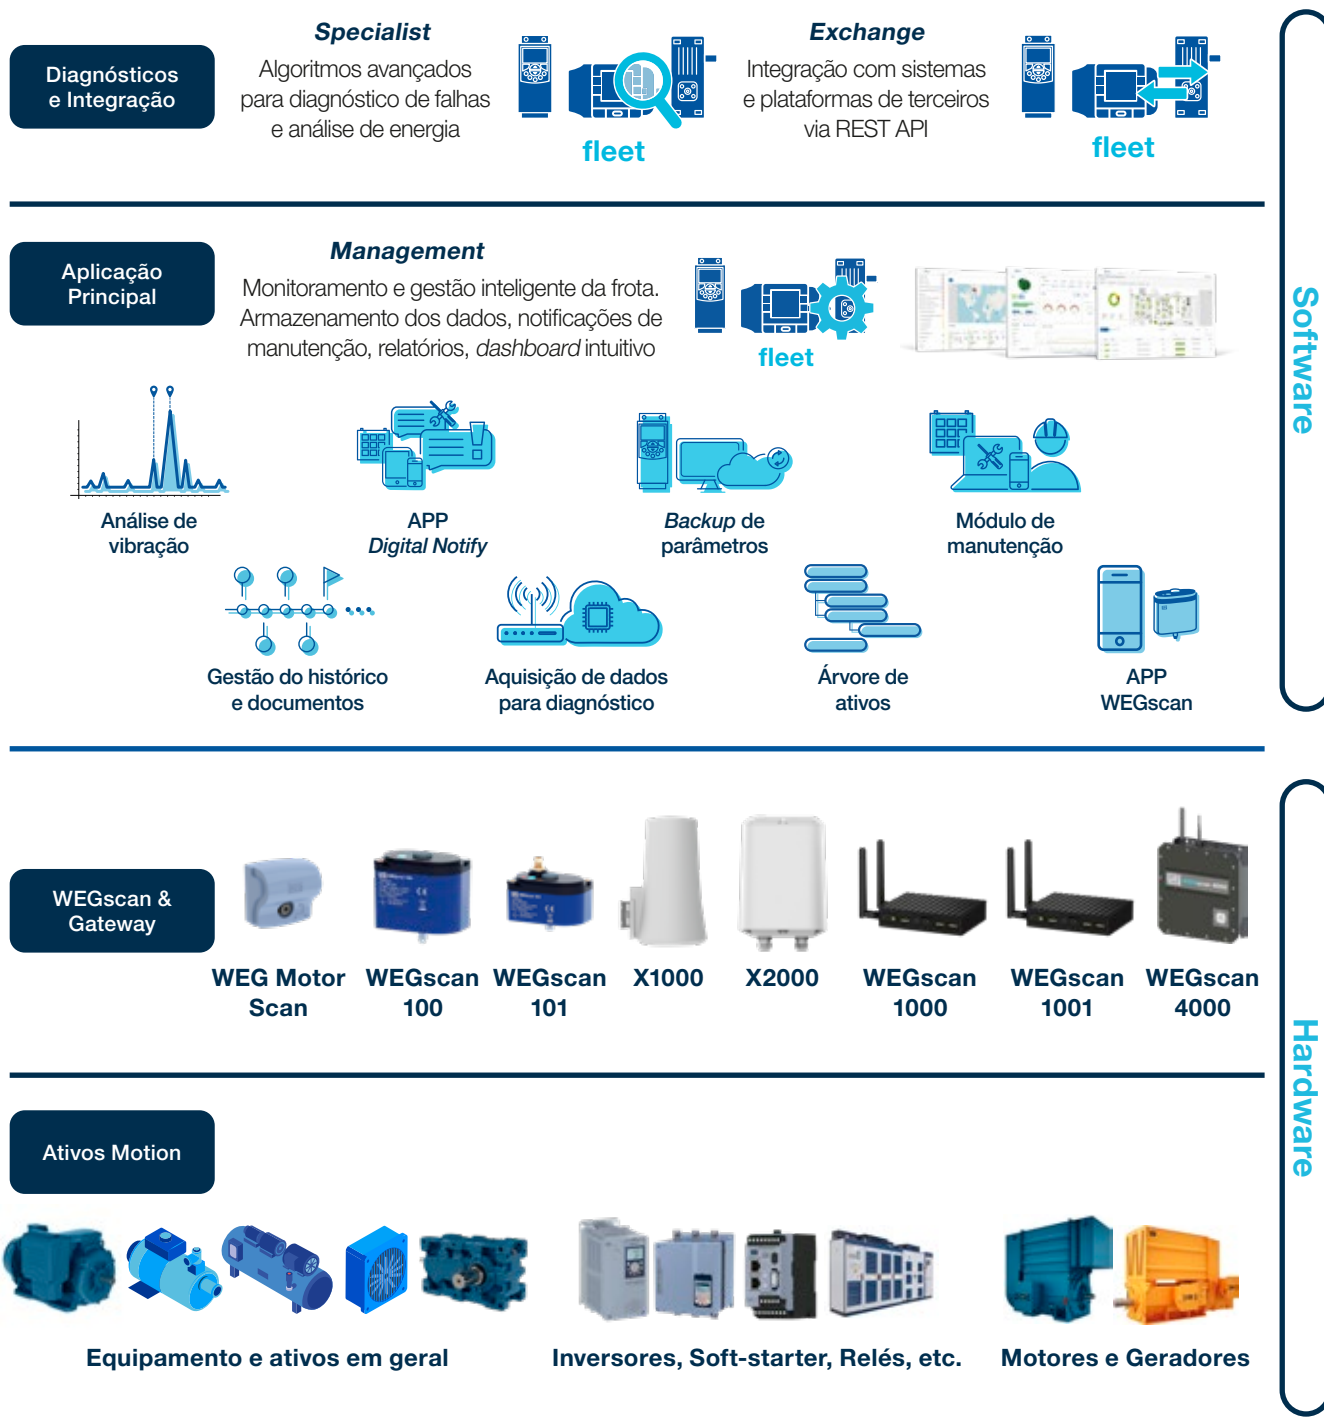 Diagnósticos
e Integração
Specialist
Algoritmos avançados
para diagnóstico de falhas
e análise de energia
fleet
Exchange
Integração com sistemas
e plataformas de terceiros
via REST API
fleet
Aplicação
Principal
Management
Monitoramento e gestão inteligente da frota.
Armazenamento dos dados, notificações de
manutenção, relatórios, dashboard intuitivo
fleet
Análise de
vibração
APP
Digital Notify
Backup de
parâmetros
Módulo de
manutenção
Gestão do histórico
e documentos
Aquisição de dados
para diagnóstico
Árvore de
ativos
APP
WEGscan
Software
WEGscan &
Gateway
WEG Motor
Scan
WEGscan
100
WEGscan
101
X1000
X2000
WEGscan
1000
WEGscan
1001
WEGscan
4000
Ativos Motion
Equipamento e ativos em geral
Inversores, Soft-starter, Relés, etc.
Motores e Geradores
Hardware